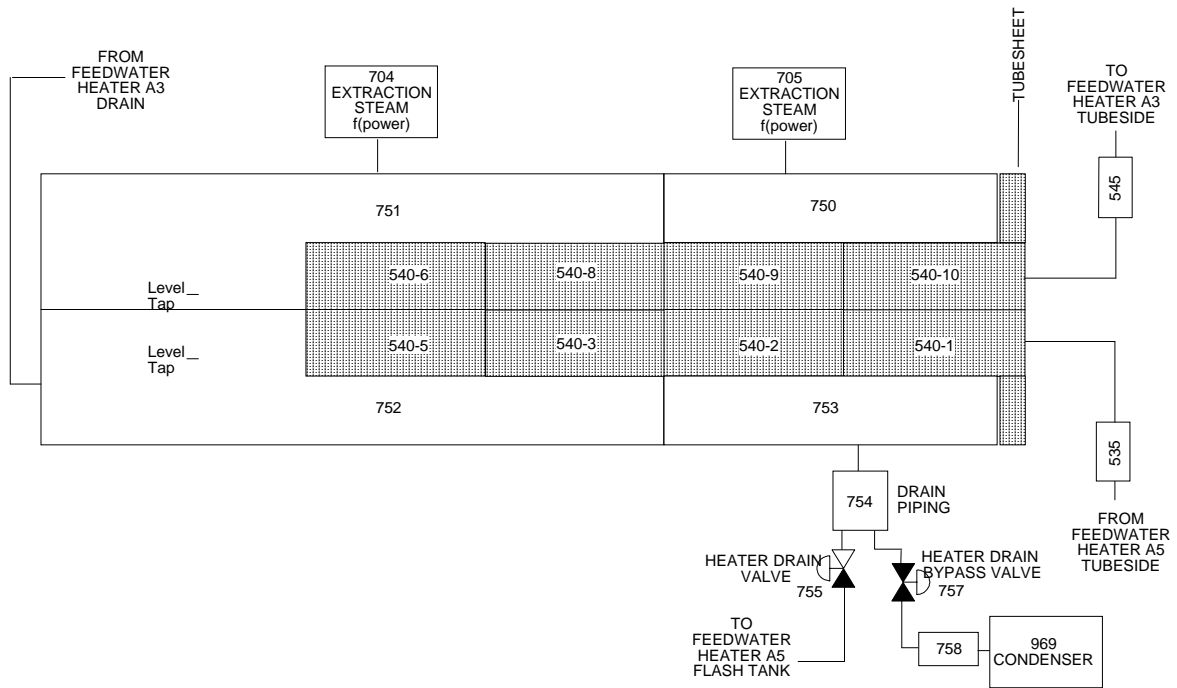 FROM
FEEDWATER
HEATER A3
DRAIN
704
EXTRACTION
STEAM
f(power)
705
EXTRACTION
STEAM
f(power)
TUBESHEET
TO
FEEDWATER
HEATER A3
TUBESIDE
545
751
750
540-6
540-8
540-9
540-10
Level
Tap
540-5
540-3
540-2
540-1
Level
Tap
752
753
535
FROM
FEEDWATER
HEATER A5
TUBESIDE
754
DRAIN
PIPING
HEATER DRAIN
VALVE
755
HEATER DRAIN
BYPASS VALVE
757
TO
FEEDWATER
HEATER A5
FLASH TANK
758
969
CONDENSER